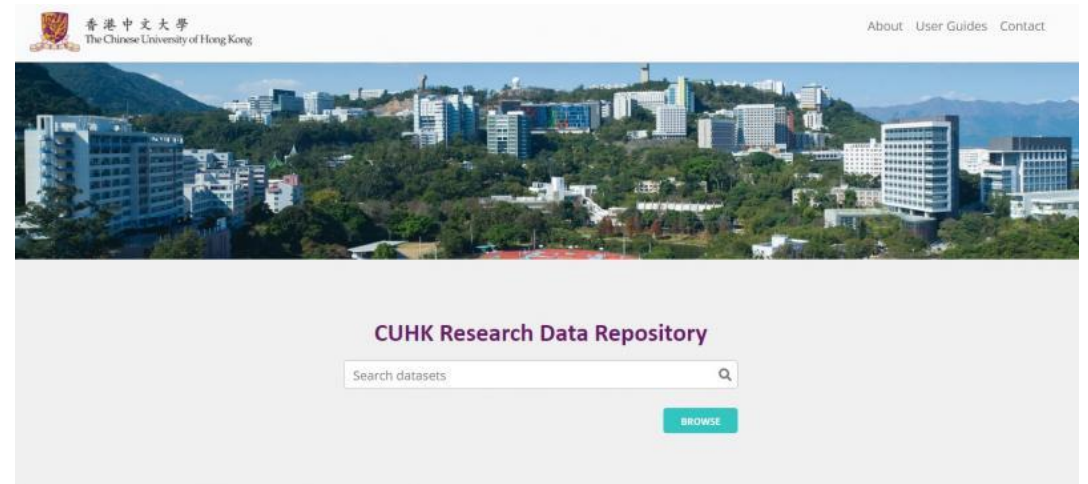 香港中文大學
The Chinese University of Hong Kong
About User Guides Contact
CUHK Research Data Repository
Search datasets
BROWSE